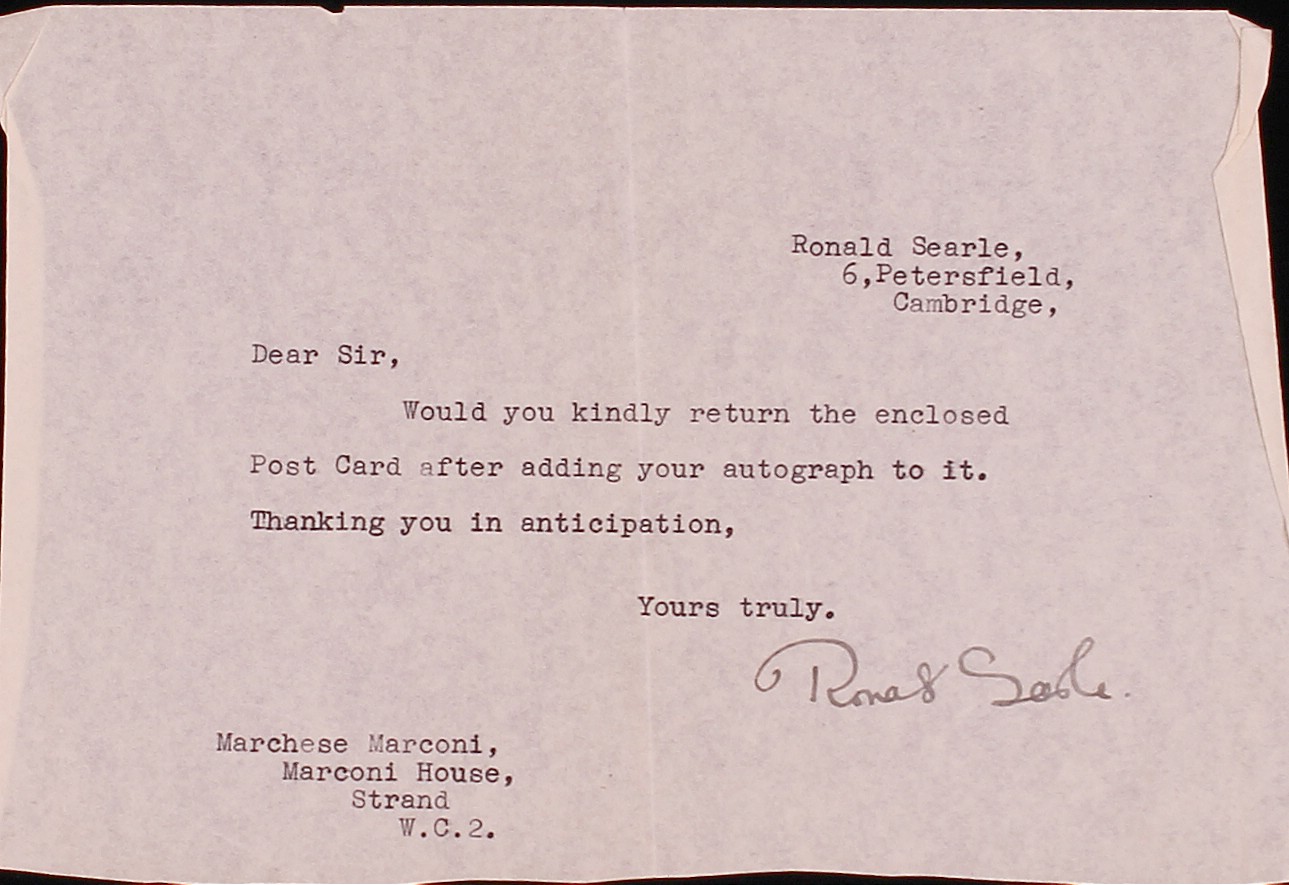 Ronald Searle,
6,Petersfield,
Cambridge,
Dear Sir,
Would you kindly return the enclosed
Post Card after adding your autograph to it.
Thanking you in anticipation,
Yours truly.
Ronald Searle.
Marchese Marconi,
Marconi House,
Strand
W.C.2.